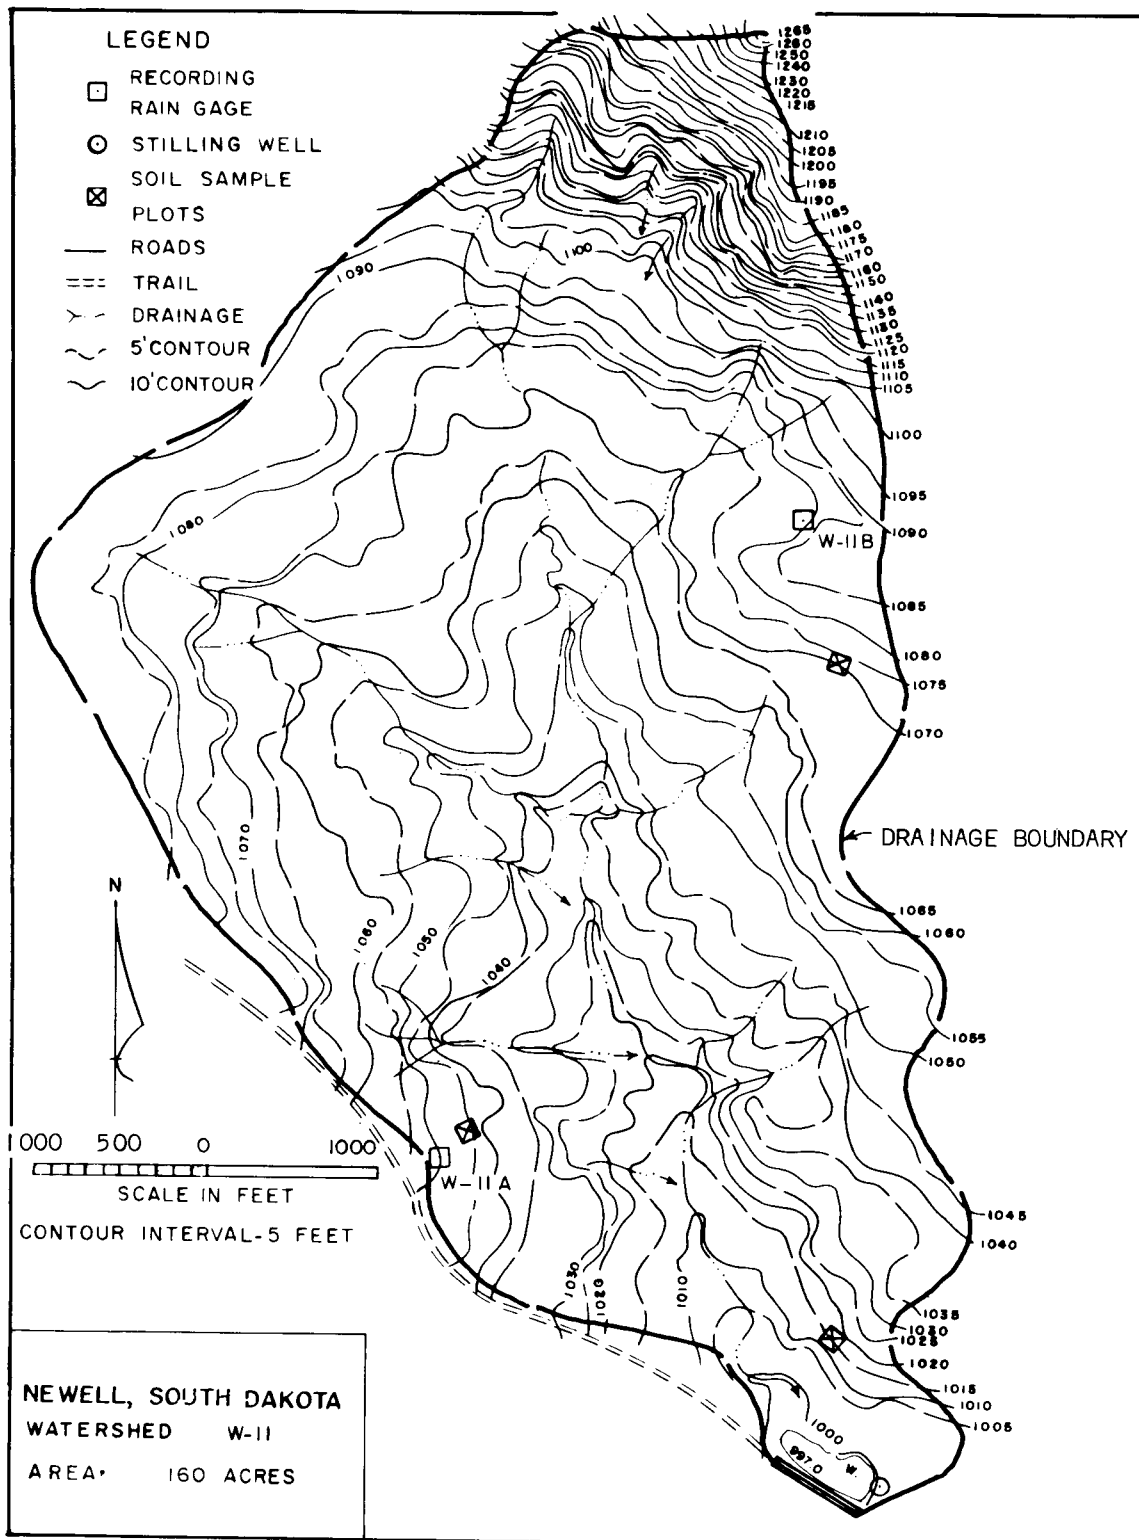 LEGEND
RECORDING
RAIN GAGE
STILLING WELL
SOIL SAMPLE
PLOTS
ROADS
TRAIL
DRAINAGE
5' CONTOUR
10' CONTOUR
1265
1260
1250
1240
1230
1220
1215
1210
1205
1200
1195
1190
1185
1180
1175
1170
1160
1150
1140
1135
1130
1125
1120
1115
1110
1105
1100
1095
1090
1085
1080
1075
1070
1090
1100
1080
W-11B
1070
DRAINAGE BOUNDARY
1065
1060
1055
1050
1060
1050
1040
N
1000 500 0 1000
SCALE IN FEET
CONTOUR INTERVAL-5 FEET
W-11A
1045
1040
1035
1030
1025
1020
1015
1010
1005
1030
1020
1010
1000
997.0
W.
NEWELL, SOUTH DAKOTA
WATERSHED W-11
AREA, 160 ACRES